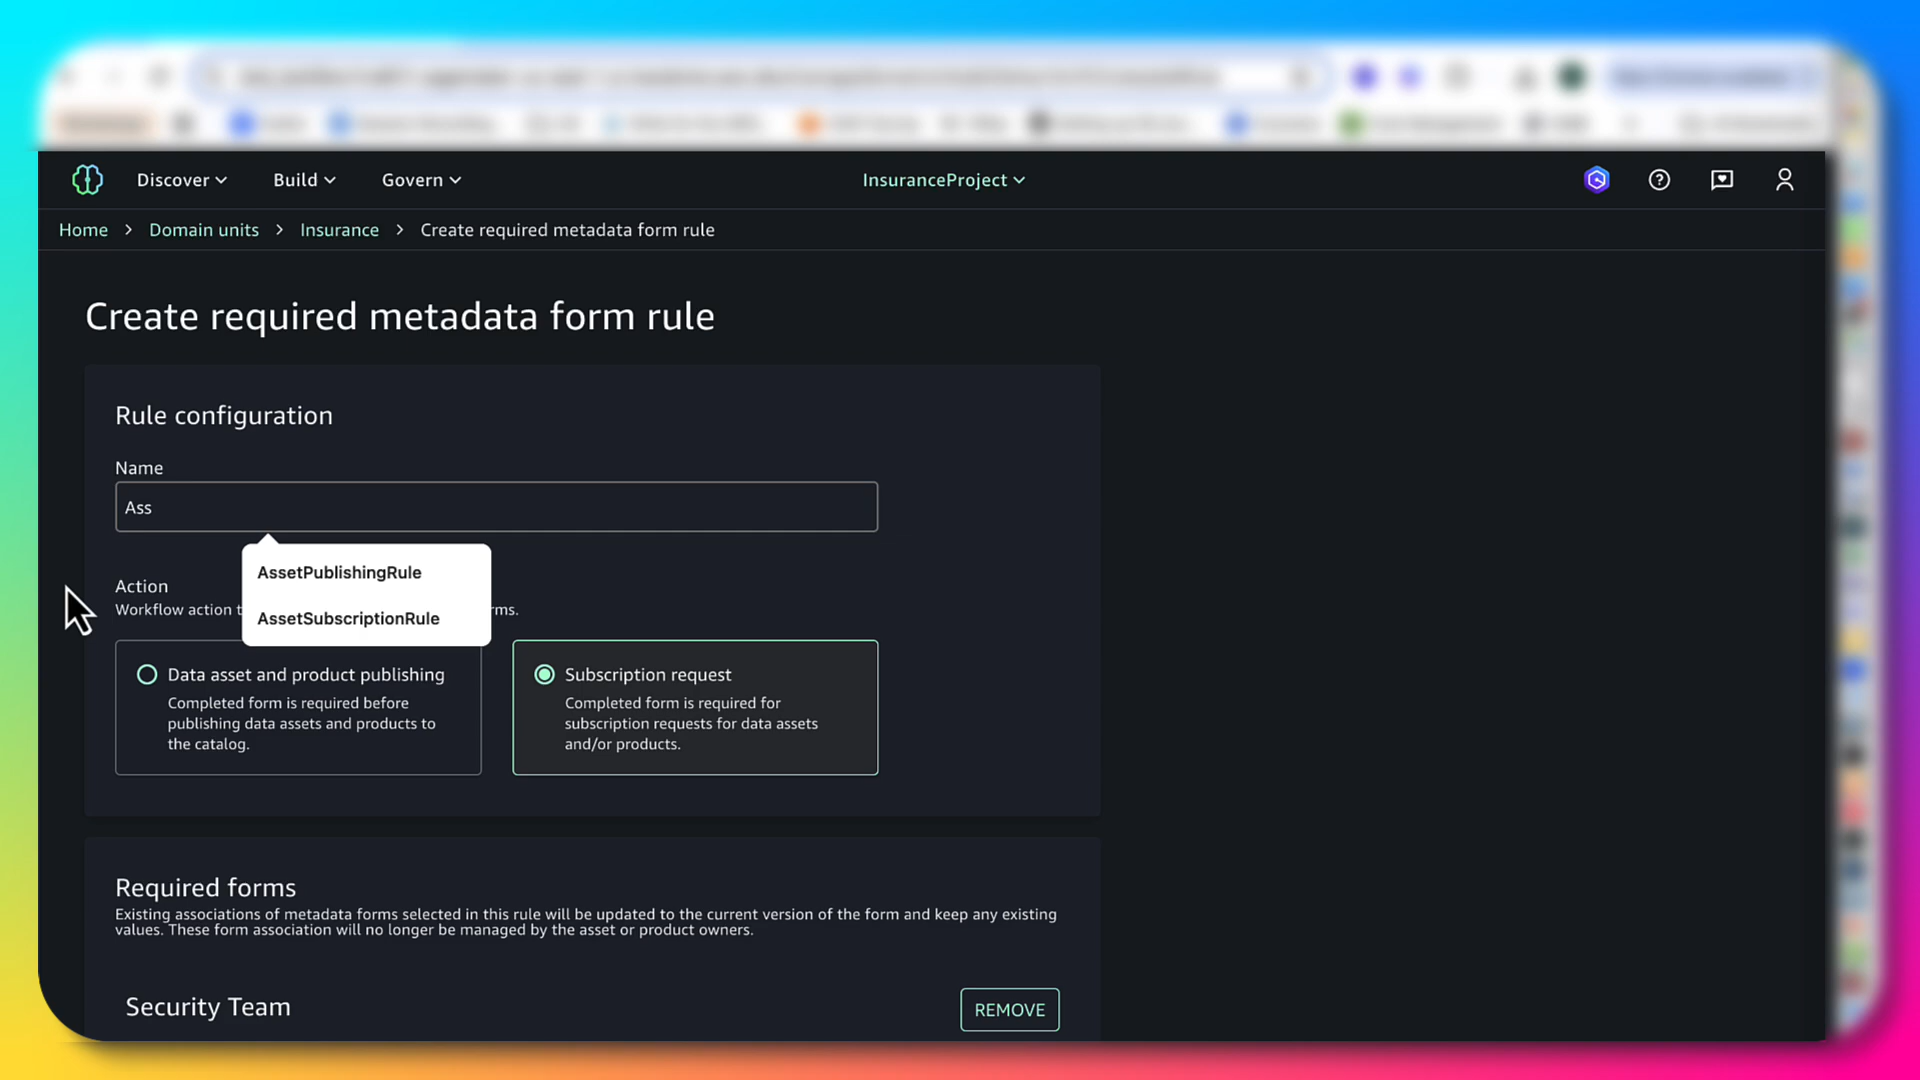 Discover
Build
Govern
InsuranceProject
Home > Domain units > Insurance > Create required metadata form rule
Create required metadata form rule
Rule configuration
Name
Ass
AssetPublishingRule
AssetSubscriptionRule
Action
Workflow action t
rms.
Data asset and product publishing
Completed form is required before
publishing data assets and products to
the catalog.
Subscription request
Completed form is required for
subscription requests for data assets
and/or products.
Required forms
Existing associations of metadata forms selected in this rule will be updated to the current version of the form and keep any existing
values. These form association will no longer be managed by the asset or product owners.
Security Team
REMOVE